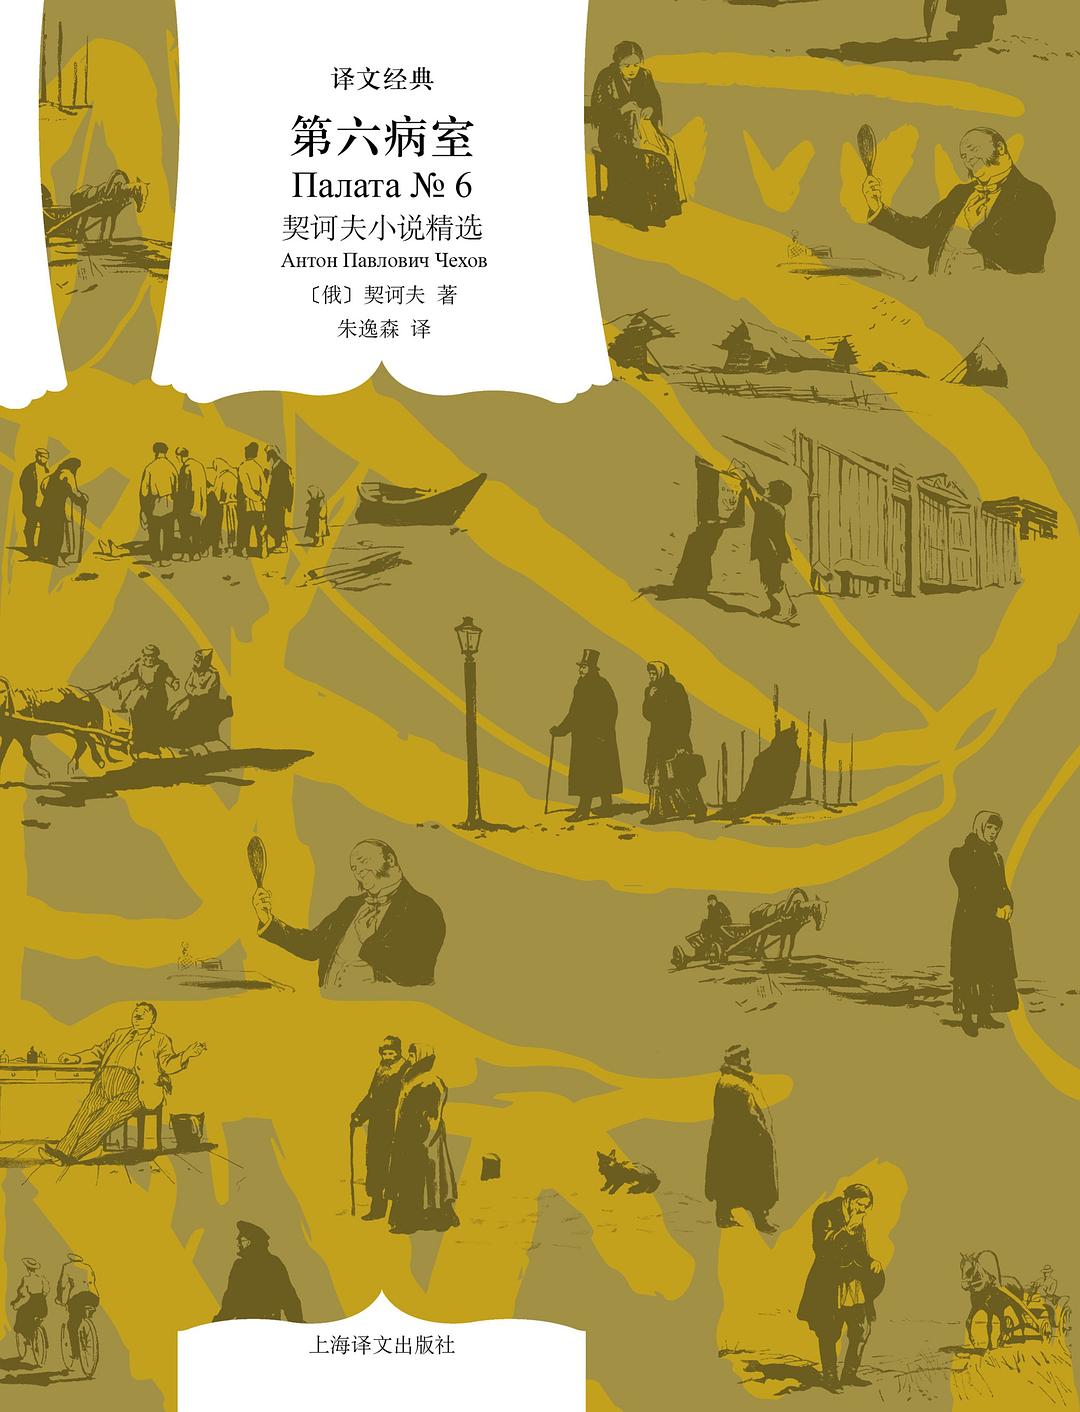 译文经典
第六病室
Палата № 6
契诃夫小说精选
Антон Павлович Чехов
〔俄〕契诃夫 著
朱逸森 译
上海译文出版社